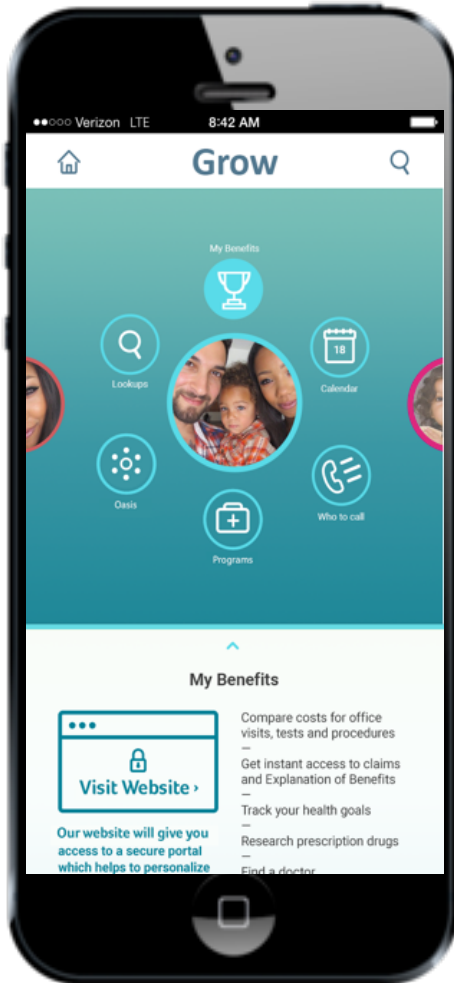 Verizon LTE 8:42 AM
Grow
My Benefits
Lookups
18
Calendar
Oasis
Who to call
Programs
My Benefits
Visit Website ›
Our website will give you
access to a secure portal
which helps to personalize
Compare costs for office
visits, tests and procedures
—
Get instant access to claims
and Explanation of Benefits
—
Track your health goals
—
Research prescription drugs
—
Find a doctor